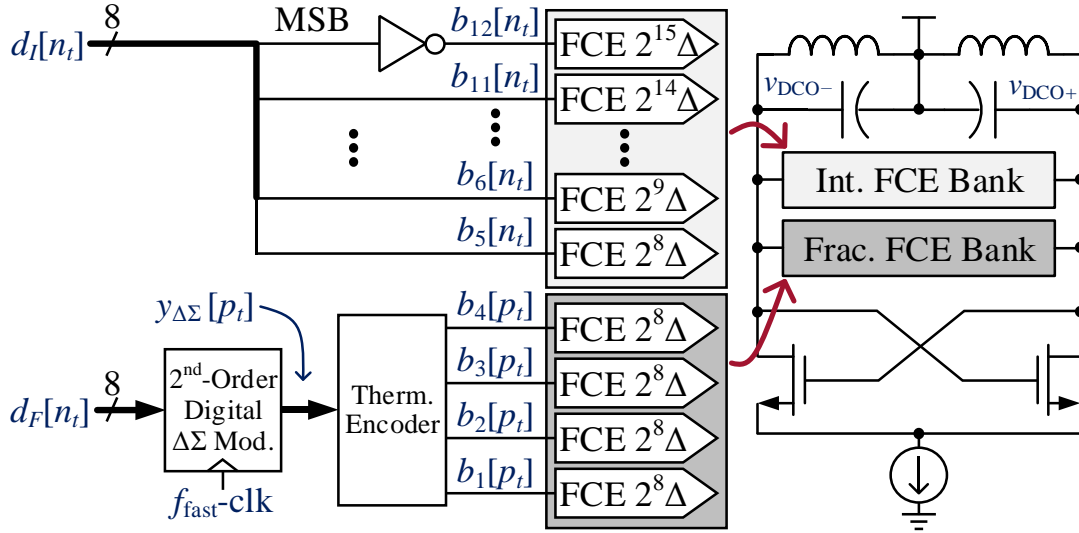 8
d_I[n_t]
MSB
b_12[n_t]
FCE 2^15Δ
b_11[n_t]
FCE 2^14Δ
b_6[n_t]
FCE 2^9Δ
b_5[n_t]
FCE 2^8Δ
y_ΔΣ [p_t]
8
d_F[n_t]
2^nd-Order
Digital
ΔΣ Mod.
f_fast-clk
Therm.
Encoder
b_4[p_t]
FCE 2^8Δ
b_3[p_t]
FCE 2^8Δ
b_2[p_t]
FCE 2^8Δ
b_1[p_t]
FCE 2^8Δ
v_DCO−
v_DCO+
Int. FCE Bank
Frac. FCE Bank